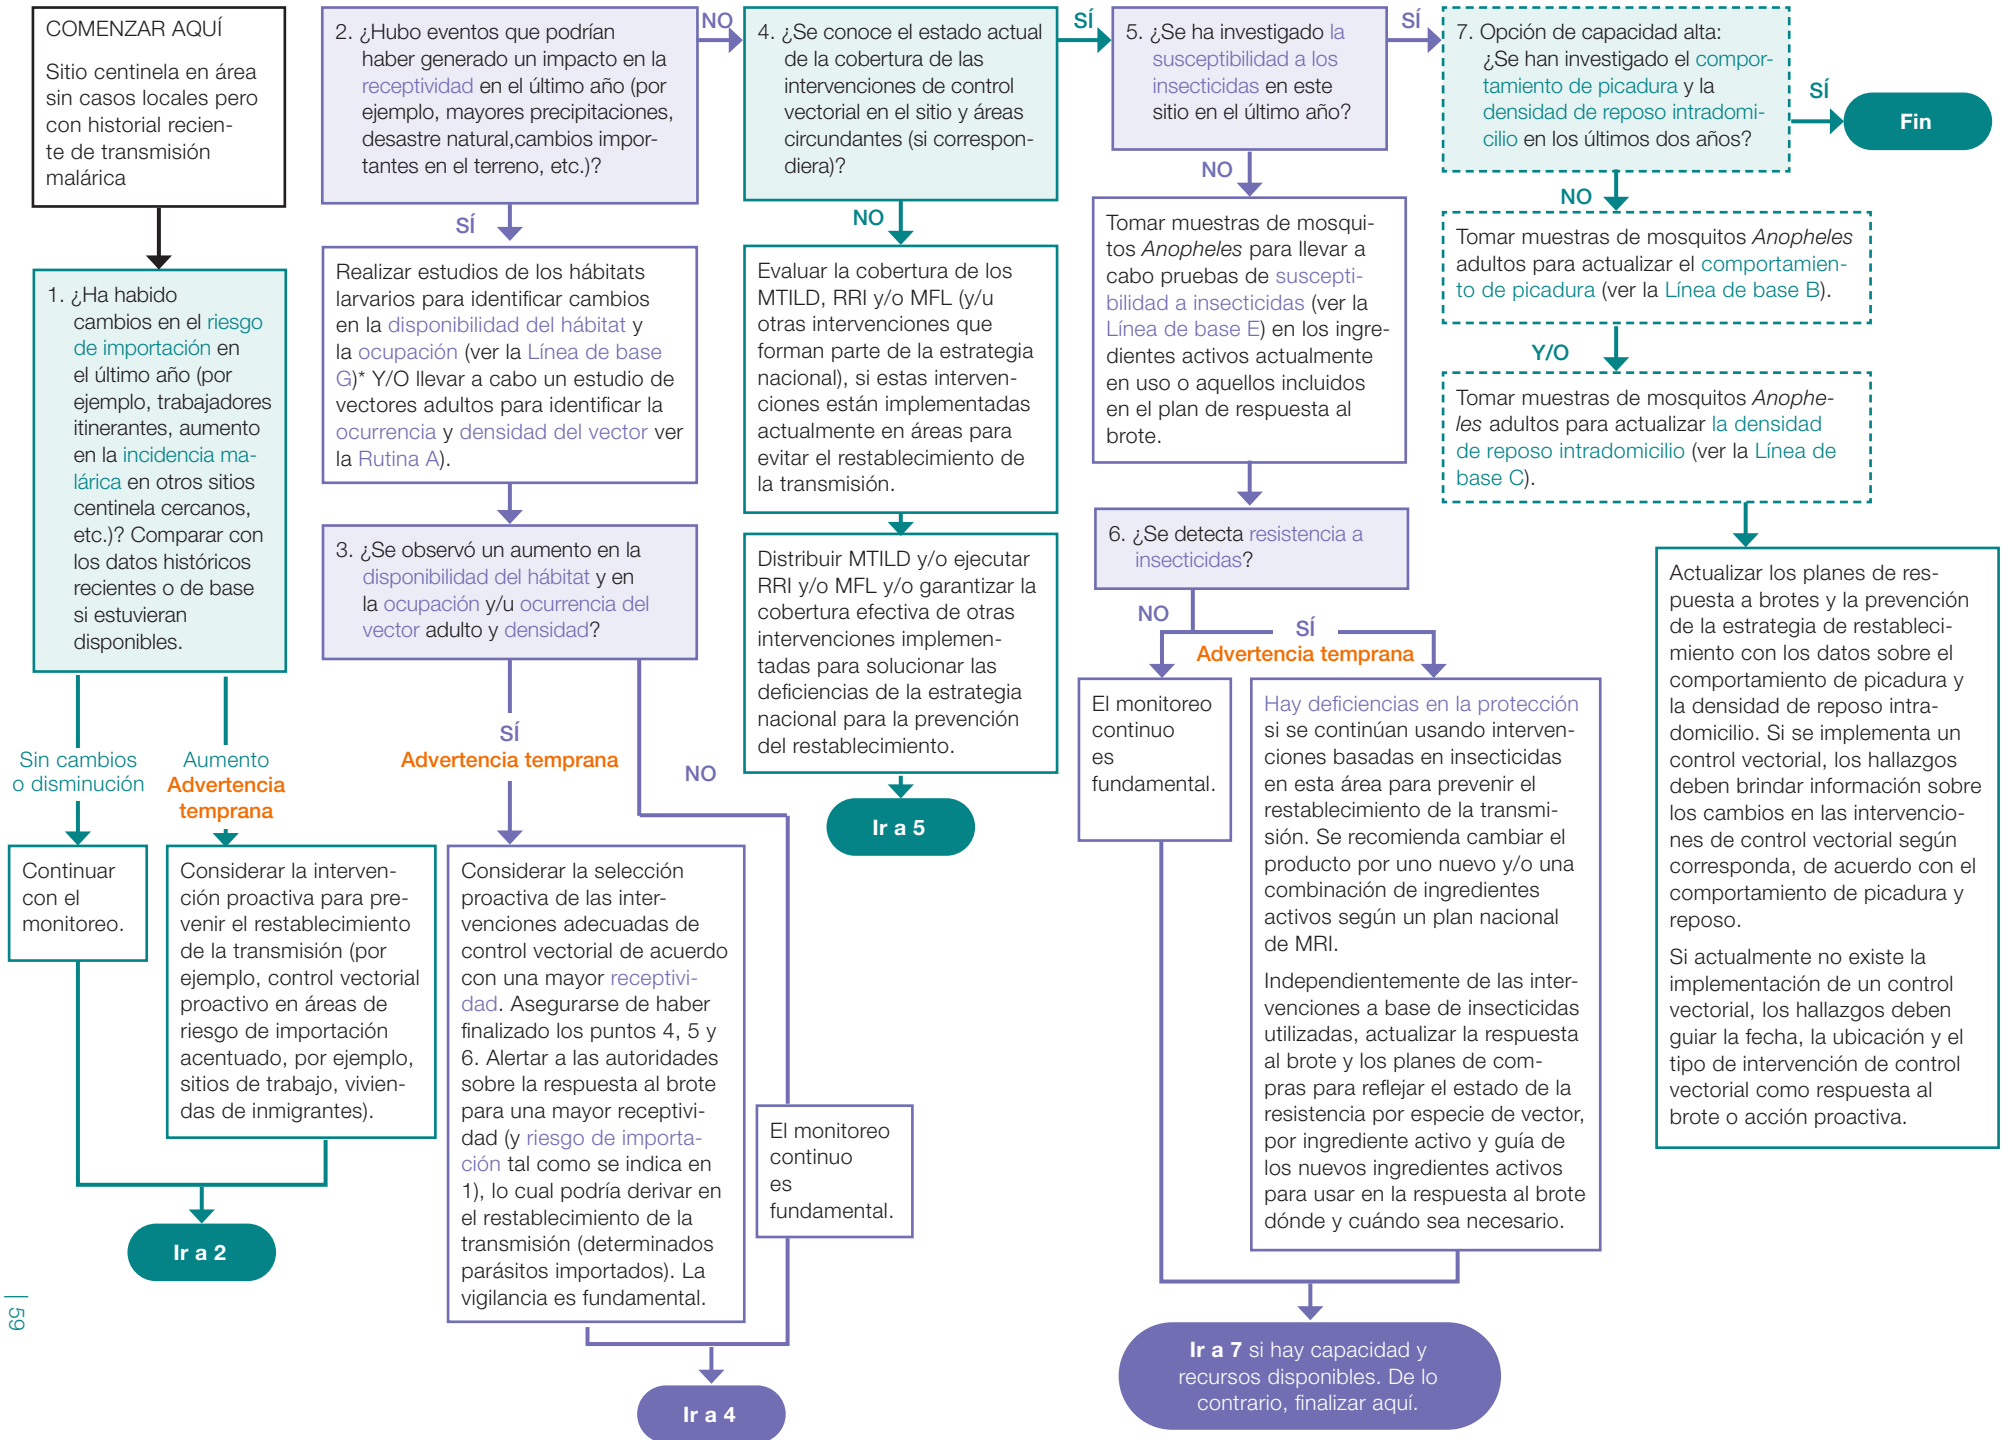 COMENZAR AQUÍ
Sitio centinela en área
sin casos locales pero
con historial recien-
te de transmisión
malárica
1. ¿Ha habido
cambios en el riesgo
de importación en
el último año (por
ejemplo, trabajadores
itinerantes, aumento
en la incidencia ma-
lárica en otros sitios
centinela cercanos,
etc.)? Comparar con
los datos históricos
recientes o de base
si estuvieran
disponibles.
Sin cambios
o disminución
Aumento
Advertencia
temprana
Continuar
con el
monitoreo.
Considerar la interven-
ción proactiva para pre-
venir el restablecimiento
de la transmisión (por
ejemplo, control vectorial
proactivo en áreas de
riesgo de importación
acentuado, por ejemplo,
sitios de trabajo, vivien-
das de inmigrantes).
Ir a 2
2. ¿Hubo eventos que podrían
haber generado un impacto en la
receptividad en el último año (por
ejemplo, mayores precipitaciones,
desastre natural,cambios impor-
tantes en el terreno, etc.)?
NO
SÍ
Realizar estudios de los hábitats
larvarios para identificar cambios
en la disponibilidad del hábitat y
la ocupación (ver la Línea de base
G)* Y/O llevar a cabo un estudio de
vectores adultos para identificar la
ocurrencia y densidad del vector ver
la Rutina A).
3. ¿Se observó un aumento en la
disponibilidad del hábitat y en
la ocupación y/u ocurrencia del
vector adulto y densidad?
SÍ
Advertencia temprana
NO
Considerar la selección
proactiva de las inter-
venciones adecuadas de
control vectorial de acuerdo
con una mayor receptivi-
dad. Asegurarse de haber
finalizado los puntos 4, 5 y
6. Alertar a las autoridades
sobre la respuesta al brote
para una mayor receptivi-
dad (y riesgo de importa-
ción tal como se indica en
1), lo cual podría derivar en
el restablecimiento de la
transmisión (determinados
parásitos importados). La
vigilancia es fundamental.
El monitoreo
continuo
es
fundamental.
Ir a 4
4. ¿Se conoce el estado actual
de la cobertura de las
intervenciones de control
vectorial en el sitio y áreas
circundantes (si correspon-
diera)?
SÍ
NO
Evaluar la cobertura de los
MTILD, RRI y/o MFL (y/u
otras intervenciones que
forman parte de la estrategia
nacional), si estas interven-
ciones están implementadas
actualmente en áreas para
evitar el restablecimiento de
la transmisión.
Distribuir MTILD y/o ejecutar
RRI y/o MFL y/o garantizar la
cobertura efectiva de otras
intervenciones implemen-
tadas para solucionar las
deficiencias de la estrategia
nacional para la prevención
del restablecimiento.
Ir a 5
5. ¿Se ha investigado la
susceptibilidad a los
insecticidas en este
sitio en el último año?
SÍ
NO
Tomar muestras de mosqui-
tos Anopheles para llevar a
cabo pruebas de suscepti-
bilidad a insecticidas (ver la
Línea de base E) en los ingre-
dientes activos actualmente
en uso o aquellos incluidos
en el plan de respuesta al
brote.
6. ¿Se detecta resistencia a
insecticidas?
NO
SÍ
Advertencia temprana
El monitoreo
continuo
es
fundamental.
Hay deficiencias en la protección
si se continúan usando interven-
ciones basadas en insecticidas
en esta área para prevenir el
restablecimiento de la transmi-
sión. Se recomienda cambiar el
producto por uno nuevo y/o una
combinación de ingredientes
activos según un plan nacional
de MRI.
Independientemente de las inter-
venciones a base de insecticidas
utilizadas, actualizar la respuesta
al brote y los planes de com-
pras para reflejar el estado de la
resistencia por especie de vector,
por ingrediente activo y guía de
los nuevos ingredientes activos
para usar en la respuesta al brote
dónde y cuándo sea necesario.
Ir a 7 si hay capacidad y
recursos disponibles. De lo
contrario, finalizar aquí.
7. Opción de capacidad alta:
¿Se han investigado el compor-
tamiento de picadura y la
densidad de reposo intradomi-
cilio en los últimos dos años?
SÍ
Fin
NO
Tomar muestras de mosquitos Anopheles
adultos para actualizar el comportamien-
to de picadura (ver la Línea de base B).
Y/O
Tomar muestras de mosquitos Anophe-
les adultos para actualizar la densidad
de reposo intradomicilio (ver la Línea de
base C).
Actualizar los planes de res-
puesta a brotes y la prevención
de la estrategia de restableci-
miento con los datos sobre el
comportamiento de picadura y
la densidad de reposo intra-
domicilio. Si se implementa un
control vectorial, los hallazgos
deben brindar información sobre
los cambios en las intervencio-
nes de control vectorial según
corresponda, de acuerdo con el
comportamiento de picadura y
reposo.
Si actualmente no existe la
implementación de un control
vectorial, los hallazgos deben
guiar la fecha, la ubicación y el
tipo de intervención de control
vectorial como respuesta al
brote o acción proactiva.
| 59